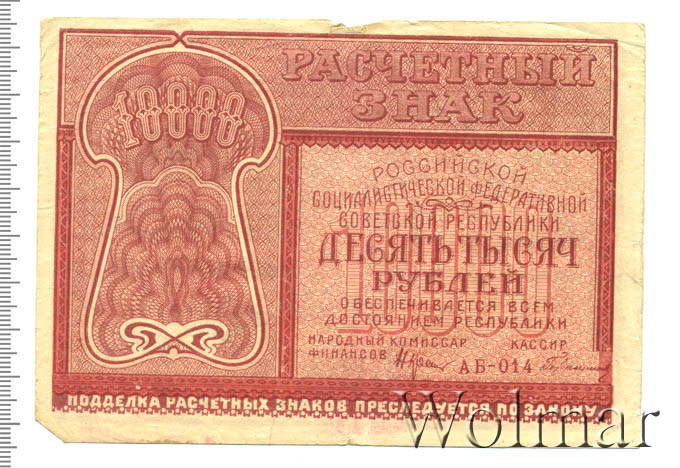 10000
РАСЧЕТНЫЙ
ЗНАК
РОССИЙСКОЙ
СОЦИАЛИСТИЧЕСКОЙ ФЕДЕРАТИВНОЙ
СОВЕТСКОЙ РЕСПУБЛИКИ
ДЕСЯТЬ ТЫСЯЧ
РУБЛЕЙ
ОБЕСПЕЧИВАЕТСЯ ВСЕМ
ДОСТОЯНИЕМ РЕСПУБЛИКИ
НАРОДНЫЙ КОМИССАР КАССИР
ФИНАНСОВ АБ-014
ПОДДЕЛКА РАСЧЕТНЫХ ЗНАКОВ ПРЕСЛЕДУЕТСЯ ПО ЗАКОНУ
Wolmar